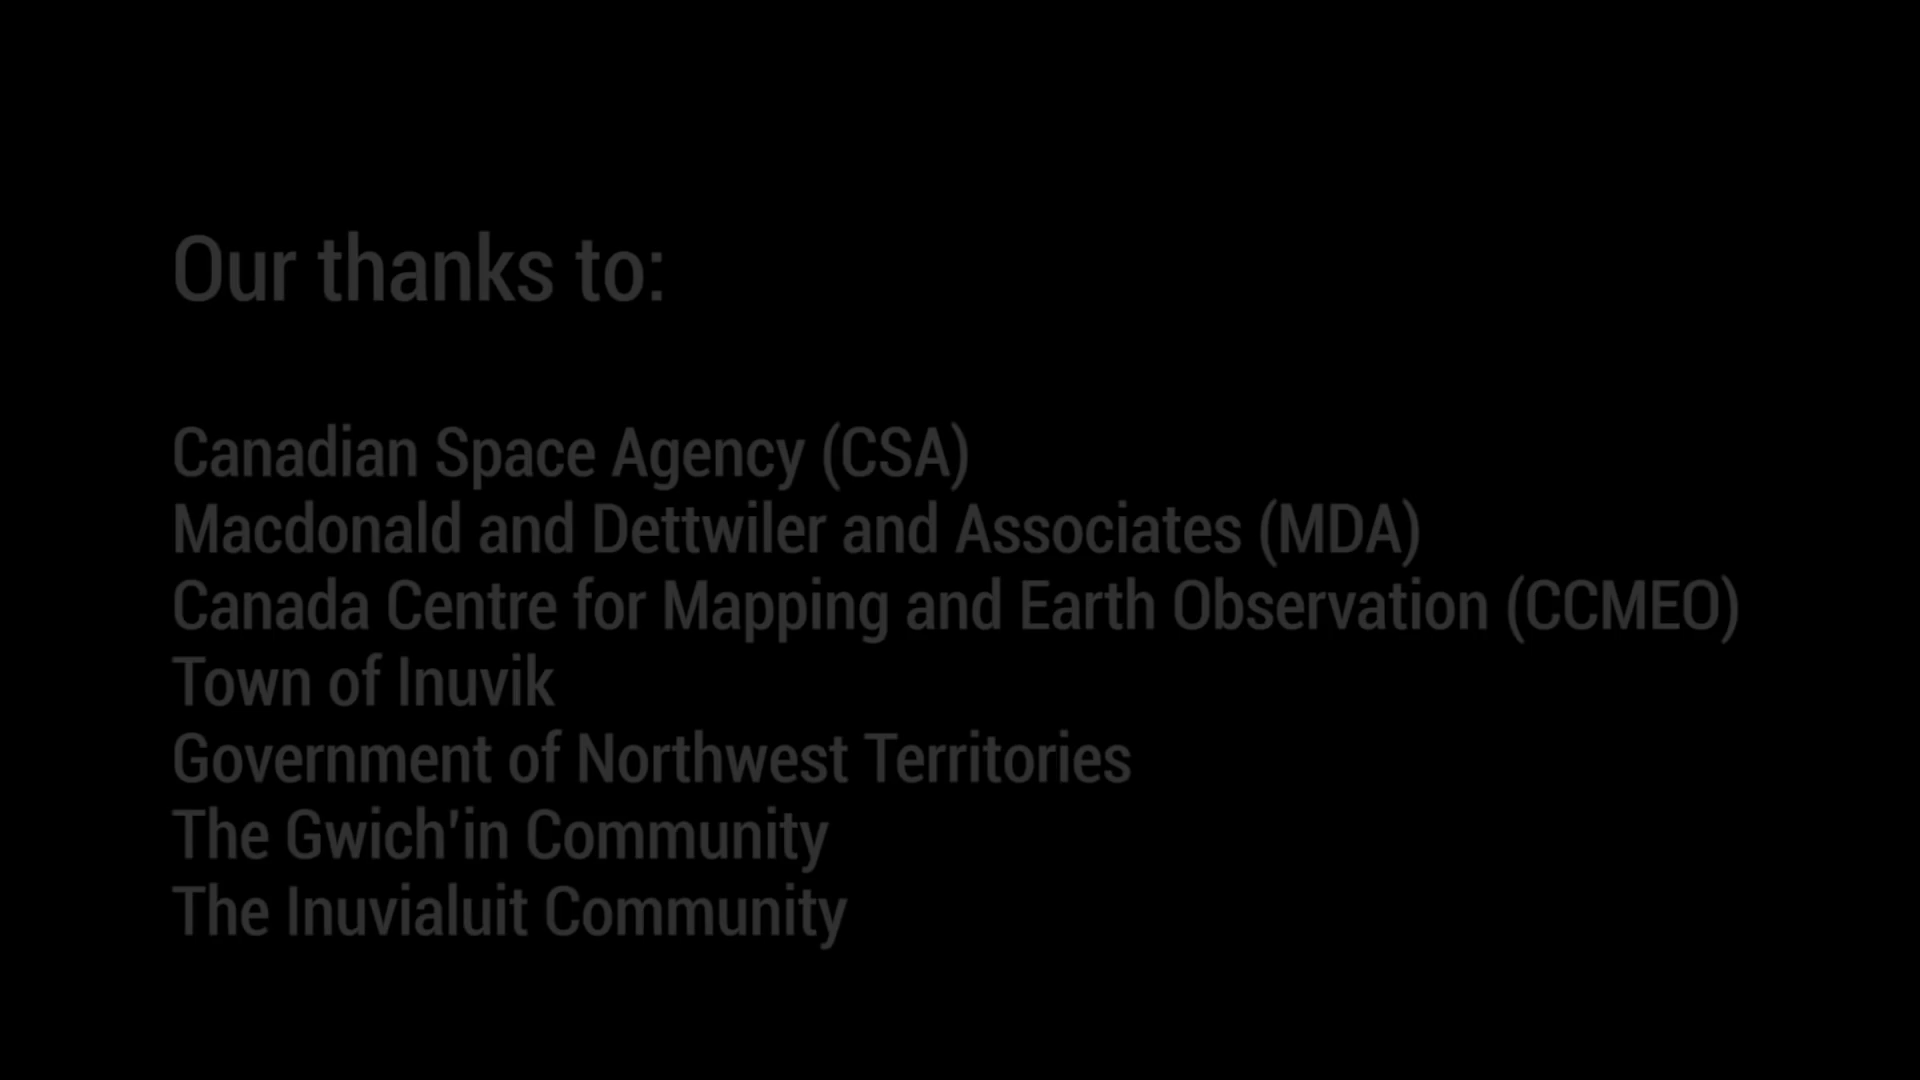 Our thanks to:
Canadian Space Agency (CSA)
Macdonald and Dettwiler and Associates (MDA)
Canada Centre for Mapping and Earth Observation (CCMEO)
Town of Inuvik
Government of Northwest Territories
The Gwich'in Community
The Inuvialuit Community